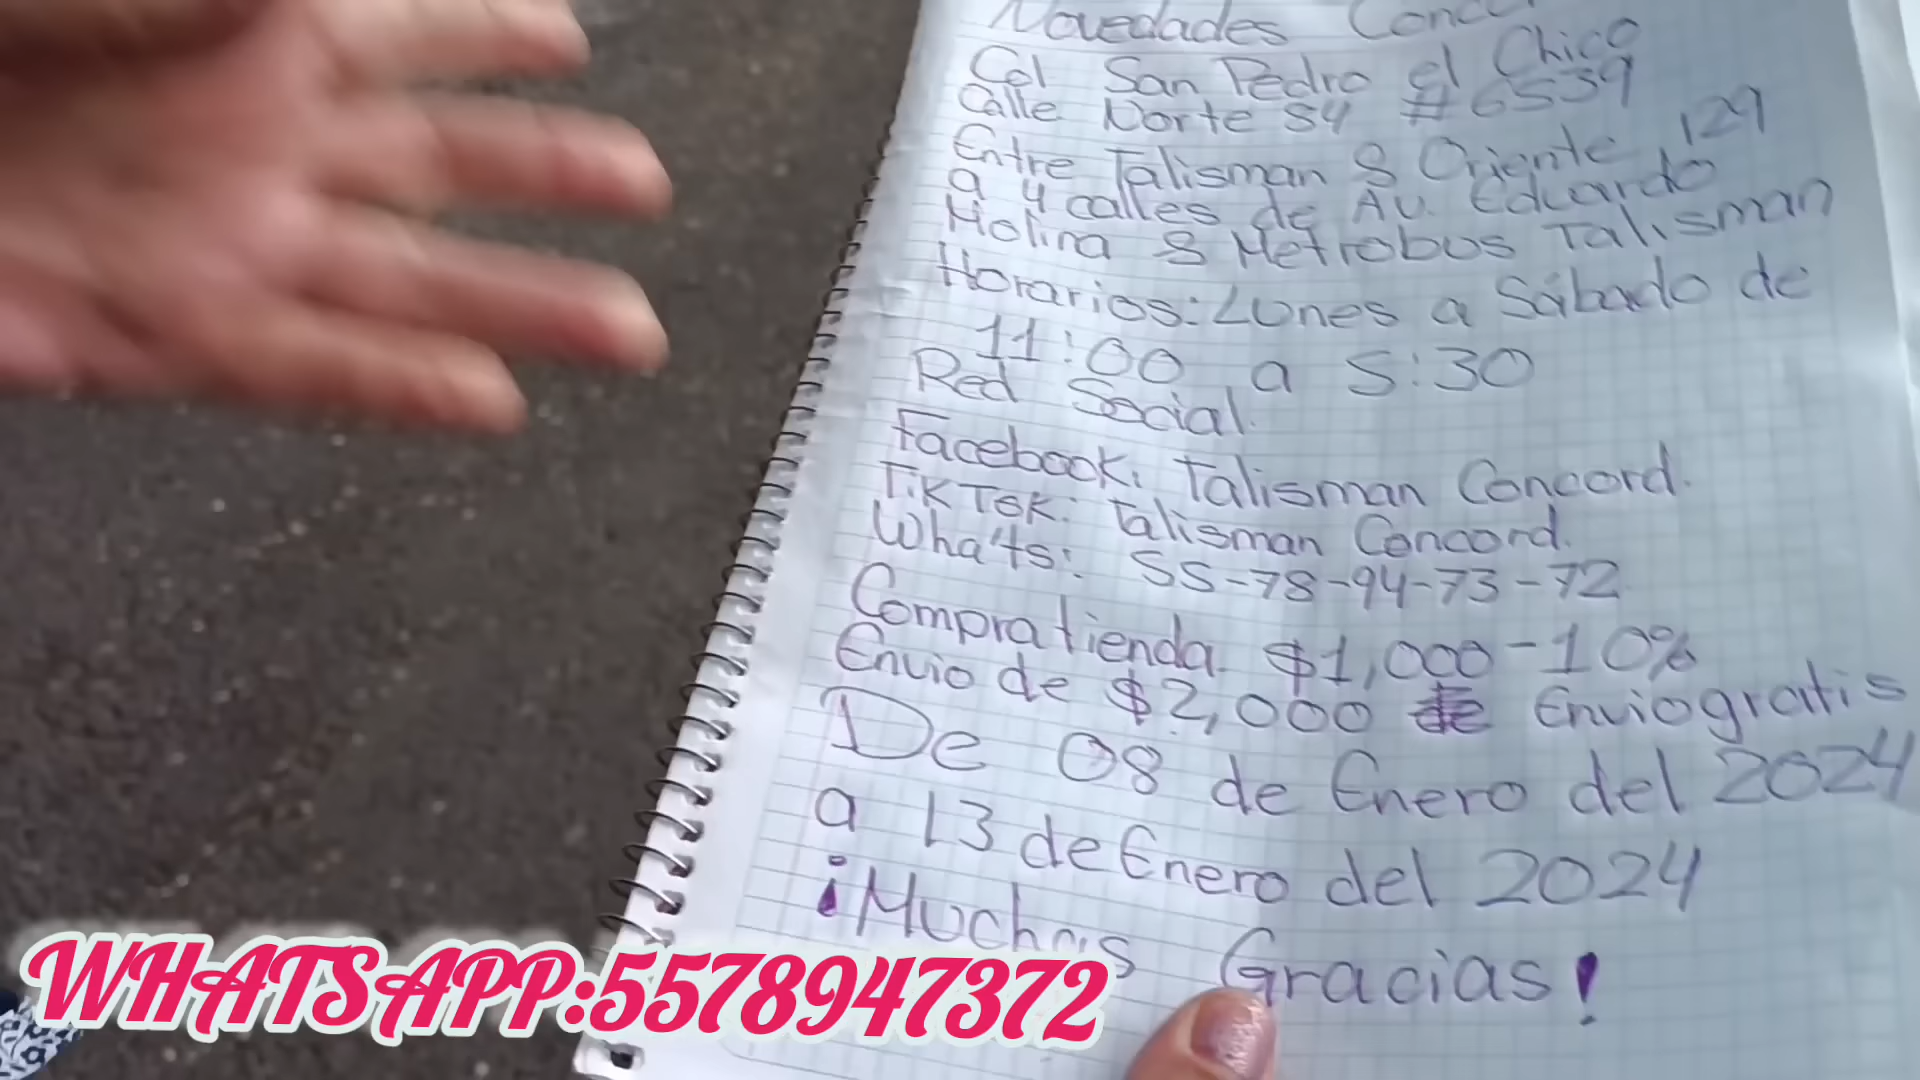 Novedades
Col San Pedro el Chico
Calle Norte 84 #6539
Entre Talisman & Oriente 129
a 4 calles de Av. Eduardo
Molina & Metrobus Talisman
Horarios: Lunes a Sábado de
11:00 a 5:30
Red Social.
Facebook: Talisman Concord.
TikTok: Talisman Concord.
Wha'ts: 55-78-94-73-72
Compra tienda. $1,000-10%
Envio de $2,000 de Envio gratis
De 08 de Enero del 2024
a 13 de Enero del 2024
¡Muchas Gracias!
WHATSAPP:5578947372